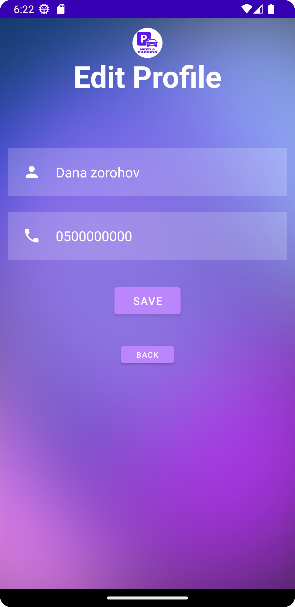 6:22
P
Edit Profile
Dana zorohov
0500000000
SAVE
BACK